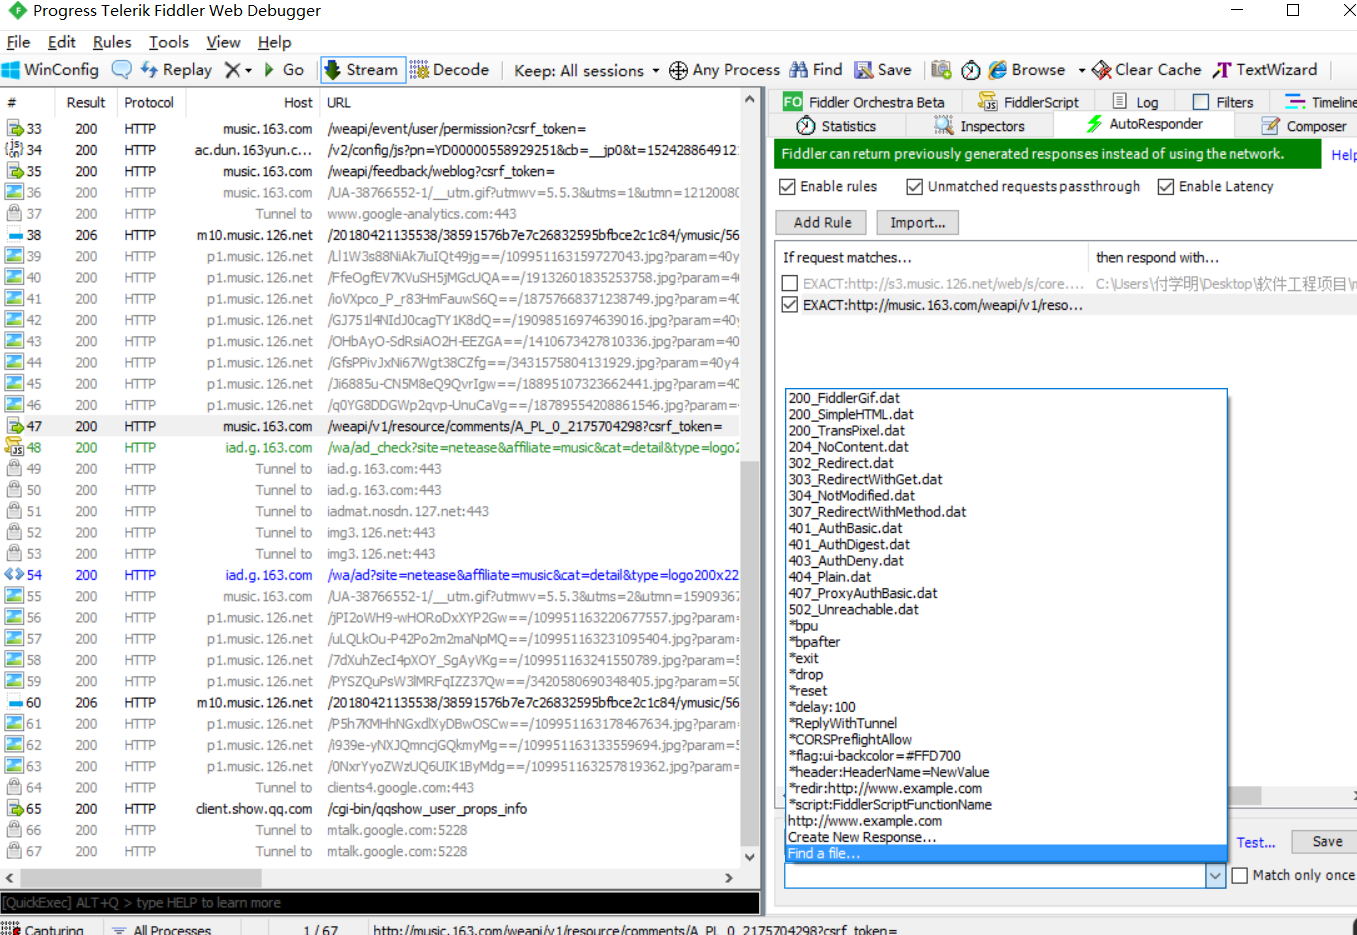 Progress Telerik Fiddler Web Debugger
File Edit Rules Tools View Help
WinConfig Replay Go Stream Decode Keep: All sessions Any Process Find Save Browse Clear Cache TextWizard
# Result Protocol Host URL
33 200 HTTP music.163.com /weapi/event/user/permission?csrf_token=
34 200 HTTP ac.dun.163yun.c... /v2/config/js?pn=YD00000558929251&cb=__jp0&t=1524288649121
35 200 HTTP music.163.com /weapi/feedback/weblog?csrf_token=
36 200 HTTP music.163.com /UA-38766552-1/__utm.gif?utmwv=5.5.3&utms=1&utmn=12120080
37 200 HTTP Tunnel to www.google-analytics.com:443
38 206 HTTP m10.music.126.net /20180421135538/38591576b7e7c26832595bfbce2c1c84/ymusic/56
39 200 HTTP p1.music.126.net /Ll1W3s88NiAk7iuIQt49jg==/109951163159727043.jpg?param=40y
40 200 HTTP p1.music.126.net /FfeOgfEV7KVuSH5jMGcUQA==/19132601835253758.jpg?param=4
41 200 HTTP p1.music.126.net /ioVXpco_P_r83HmFauwS6Q==/18757668371238749.jpg?param=40
42 200 HTTP p1.music.126.net /GJ751l4NIdJ0cagTY1K8dQ==/19098516974639016.jpg?param=40y
43 200 HTTP p1.music.126.net /OHbAyO-SdRsiAO2H-EEZGA==/1410673427810336.jpg?param=40
44 200 HTTP p1.music.126.net /GfsPPivJxNi67Wgt38CZfg==/3431575804131929.jpg?param=40y4
45 200 HTTP p1.music.126.net /Ji6885u-CN5M8eQ9QvrIgw==/18895107323662441.jpg?param=40
46 200 HTTP p1.music.126.net /q0YG8DDGWp2qvp-UnuCaVg==/18789554208861546.jpg?param=
47 200 HTTP music.163.com /weapi/v1/resource/comments/A_PL_0_2175704298?csrf_token=
48 200 HTTP iad.g.163.com /wa/ad_check?site=netease&affiliate=music&cat=detail&type=logo2
49 200 HTTP Tunnel to iad.g.163.com:443
50 200 HTTP Tunnel to iad.g.163.com:443
51 200 HTTP Tunnel to iadmat.nosdn.127.net:443
52 200 HTTP Tunnel to img3.126.net:443
53 200 HTTP Tunnel to img3.126.net:443
54 200 HTTP iad.g.163.com /wa/ad?site=netease&affiliate=music&cat=detail&type=logo200x22
55 200 HTTP music.163.com /UA-38766552-1/__utm.gif?utmwv=5.5.3&utms=2&utmn=15909367
56 200 HTTP p1.music.126.net /jPI2oWH9-wHORoDxXYP2Gw==/109951163220677557.jpg?param=
57 200 HTTP p1.music.126.net /uLQLkOu-P42Po2m2maNpMQ==/109951163231095404.jpg?param=
58 200 HTTP p1.music.126.net /7dXuhZecI4pXOY_SgAyVKg==/109951163241550789.jpg?param=5
59 200 HTTP p1.music.126.net /PYSZQuPsW3lMRFqIZZ37Qw==/3420580690348405.jpg?param=50
60 206 HTTP m10.music.126.net /20180421135538/38591576b7e7c26832595bfbce2c1c84/ymusic/56
61 200 HTTP p1.music.126.net /P5h7KMHhNGxdlXyDBwOSCw==/109951163178467634.jpg?param=
62 200 HTTP p1.music.126.net /i939e-yNXJQmncjGQkmyMg==/109951163133559694.jpg?param=5
63 200 HTTP p1.music.126.net /0NxrYyoZWzUQ6UIK1ByMdg==/109951163257819362.jpg?param=
64 200 HTTP Tunnel to clients4.google.com:443
65 200 HTTP client.show.qq.com /cgi-bin/qqshow_user_props_info
66 200 HTTP Tunnel to mtalk.google.com:5228
67 200 HTTP Tunnel to mtalk.google.com:5228
[QuickExec] ALT+Q > type HELP to learn more
Capturing All Processes 1 / 67 http://music.163.com/weapi/v1/resource/comments/A_PL_0_2175704298?csrf_token=
Fiddler Orchestra Beta FiddlerScript Log Filters Timeline
Statistics Inspectors AutoResponder Composer
Fiddler can return previously generated responses instead of using the network. Help
Enable rules Unmatched requests passthrough Enable Latency
Add Rule Import...
If request matches... then respond with...
EXACT:http://s3.music.126.net/web/s/core.... C:\Users\付学明\Desktop\软件工程项目\
EXACT:http://music.163.com/weapi/v1/reso...
200_FiddlerGif.dat
200_SimpleHTML.dat
200_TransPixel.dat
204_NoContent.dat
302_Redirect.dat
303_RedirectWithGet.dat
304_NotModified.dat
307_RedirectWithMethod.dat
401_AuthBasic.dat
401_AuthDigest.dat
403_AuthDeny.dat
404_Plain.dat
407_ProxyAuthBasic.dat
502_Unreachable.dat
*bpu
*bpafter
*exit
*drop
*reset
*delay:100
*ReplyWithTunnel
*CORSPreflightAllow
*flag:ui-backcolor=#FFD700
*header:HeaderName=NewValue
*redir:http://www.example.com
*script:FiddlerScriptFunctionName
http://www.example.com
Create New Response...
Find a file...
Test... Save
Match only once